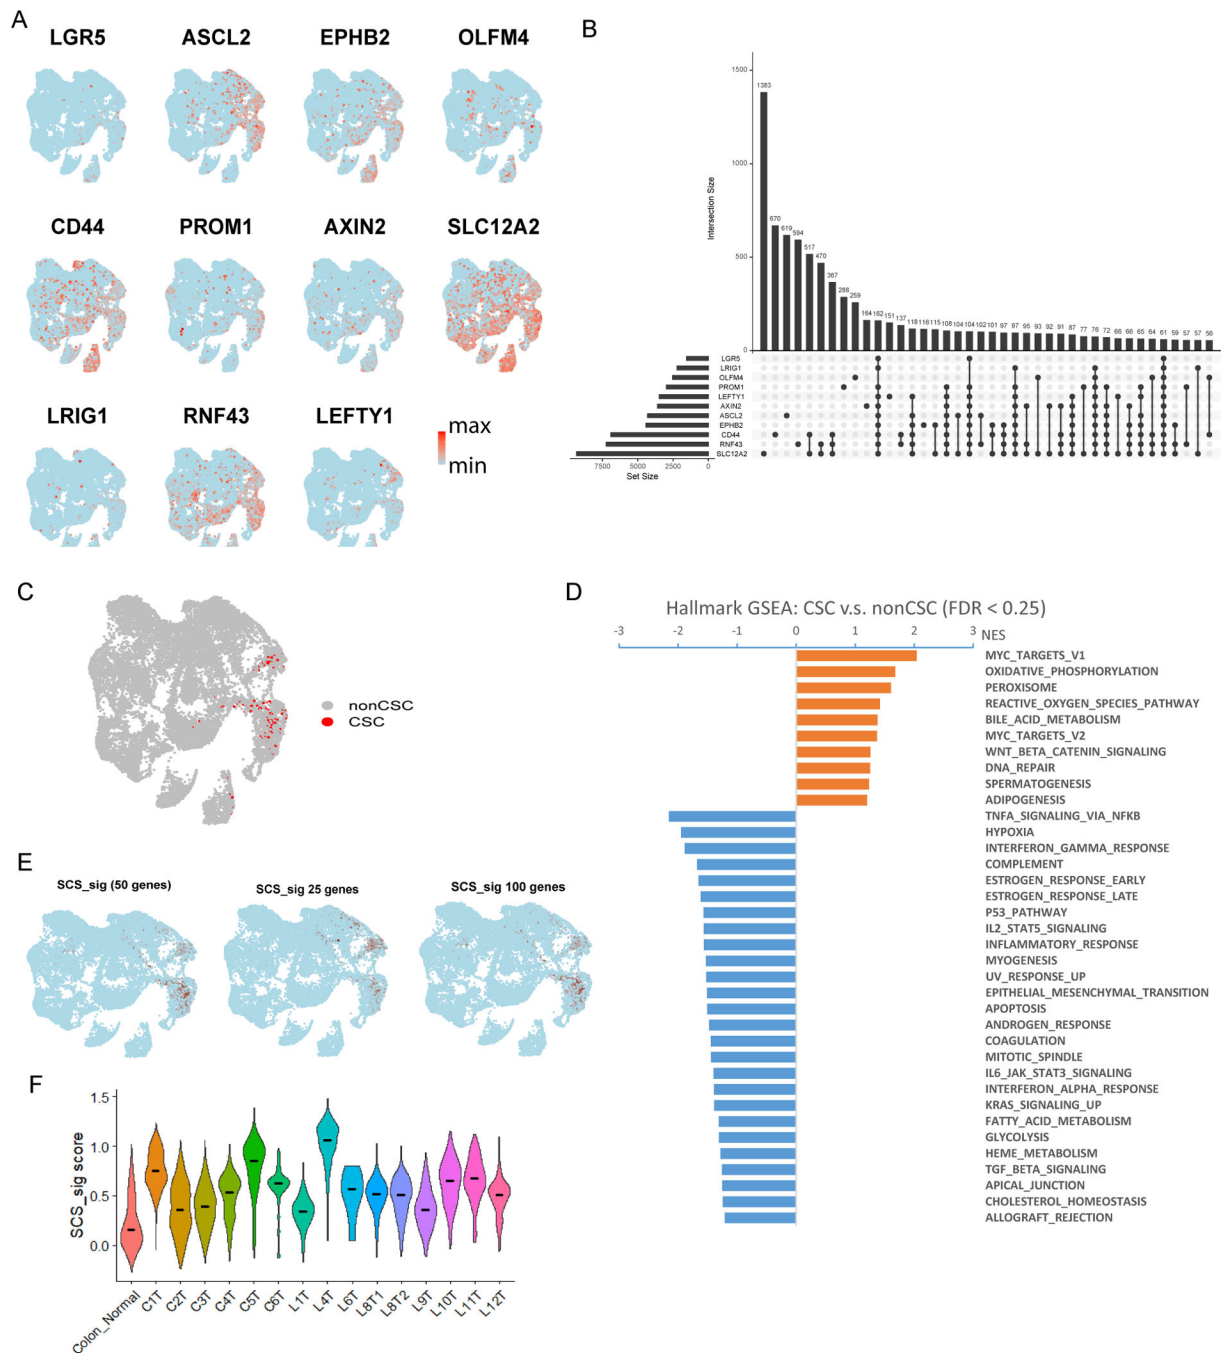 A
LGR5 ASCL2 EPHB2 OLFM4
CD44 PROM1 AXIN2 SLC12A2
LRIG1 RNF43 LEFTY1
max
min
B
Intersection Size
1500
1000
500
0
1383 670 619 594 517 470 367 288 259 164 162 151 137 118 116 115 108 104 104 102 101 97 97 95 93 92 91 87 77 76 72 66 66 65 64 61 59 57 57 56
LGR5
LRIG1
OLFM4
PROM1
LEFTY1
AXIN2
ASCL2
EPHB2
CD44
RNF43
SLC12A2
7500 5000 2500 0
Set Size
C
nonCSC
CSC
D
Hallmark GSEA: CSC v.s. nonCSC (FDR < 0.25)
-3 -2 -1 0 1 2 3
NES
MYC_TARGETS_V1
OXIDATIVE_PHOSPHORYLATION
PEROXISOME
REACTIVE_OXYGEN_SPECIES_PATHWAY
BILE_ACID_METABOLISM
MYC_TARGETS_V2
WNT_BETA_CATENIN_SIGNALING
DNA_REPAIR
SPERMATOGENESIS
ADIPOGENESIS
TNFA_SIGNALING_VIA_NFKB
HYPOXIA
INTERFERON_GAMMA_RESPONSE
COMPLEMENT
ESTROGEN_RESPONSE_EARLY
ESTROGEN_RESPONSE_LATE
P53_PATHWAY
IL2_STAT5_SIGNALING
INFLAMMATORY_RESPONSE
MYOGENESIS
UV_RESPONSE_UP
EPITHELIAL_MESENCHYMAL_TRANSITION
APOPTOSIS
ANDROGEN_RESPONSE
COAGULATION
MITOTIC_SPINDLE
IL6_JAK_STAT3_SIGNALING
INTERFERON_ALPHA_RESPONSE
KRAS_SIGNALING_UP
FATTY_ACID_METABOLISM
GLYCOLYSIS
HEME_METABOLISM
TGF_BETA_SIGNALING
APICAL_JUNCTION
CHOLESTEROL_HOMEOSTASIS
ALLOGRAFT_REJECTION
E
SCS_sig (50 genes) SCS_sig 25 genes SCS_sig 100 genes
F
SCS_sig score
1.5
1.0
0.5
0.0
Colon_Normal C1T C2T C3T C4T C5T C6T L1T L4T L6T L8T1 L8T2 L9T L10T L11T L12T